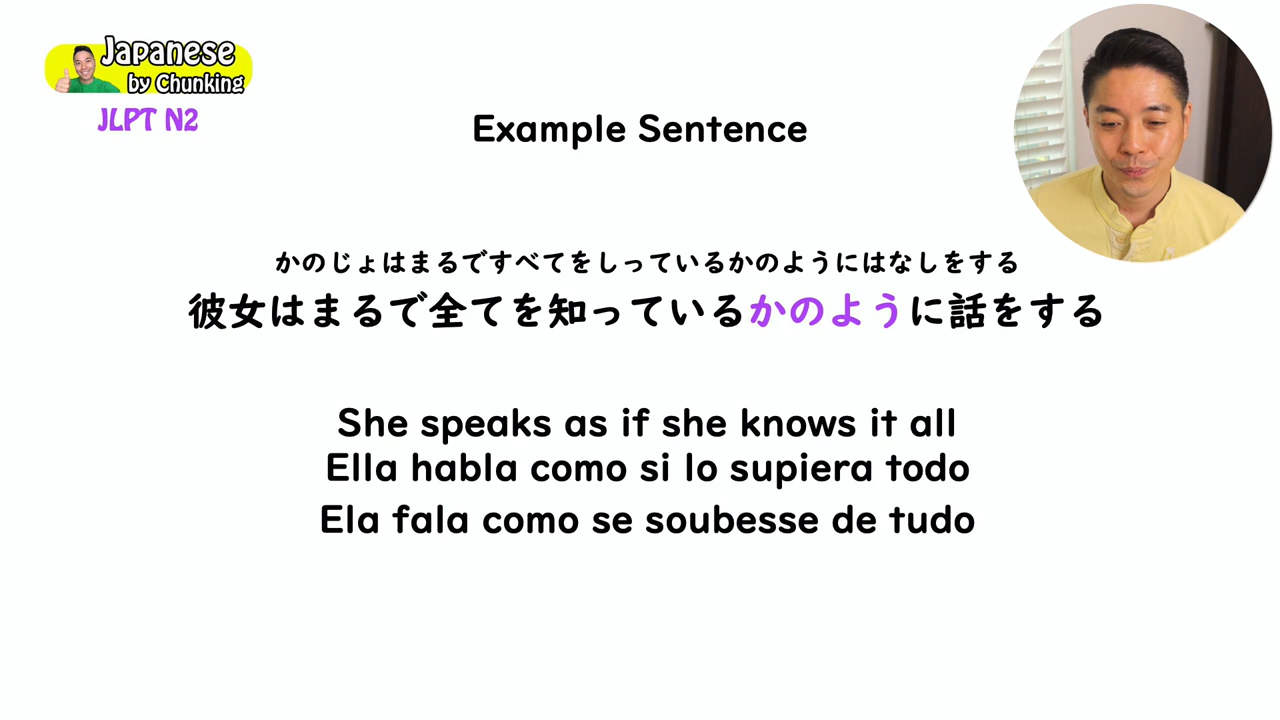 Japanese
by Chunking
JLPT N2
Example Sentence
かのじょはまるですべてをしっているかのようにはなしをする
彼女はまるで全てを知っているかのように話をする
She speaks as if she knows it all
Ella habla como si lo supiera todo
Ela fala como se soubesse de tudo